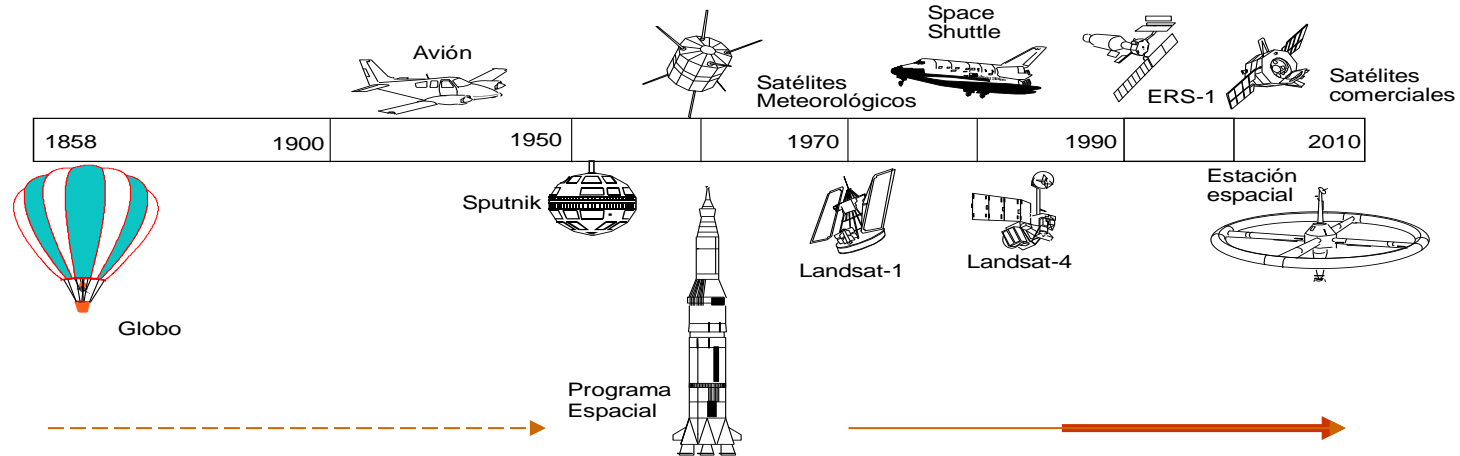 Avión
Satélites
Meteorológicos
Space
Shuttle
ERS-1
Satélites
comerciales
1858
1900
1950
1970
1990
2010
Globo
Sputnik
Programa
Espacial
Landsat-1
Landsat-4
Estación
espacial